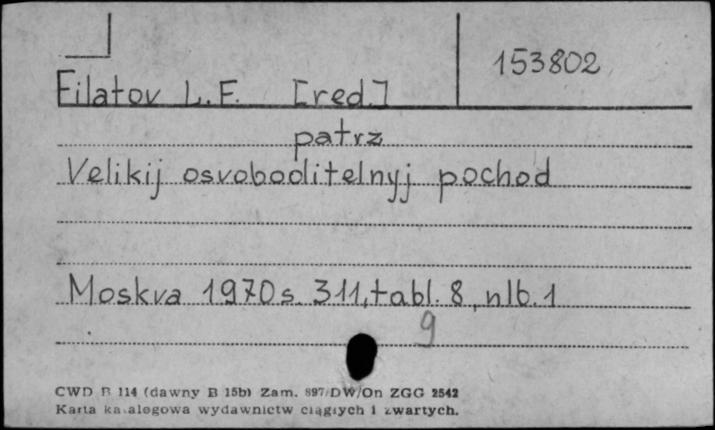 153802
Filatov L. F. [red.]
patrz
Velikij osvoboditelnyj pochod
Moskva 1970 s. 311, tabl. 8, nlb. 1
9
CWD B 114 (dawny B 15b) Zam. 897/DW/On ZGG 2542
Karta katalogowa wydawnictw ciągłych i zwartych.